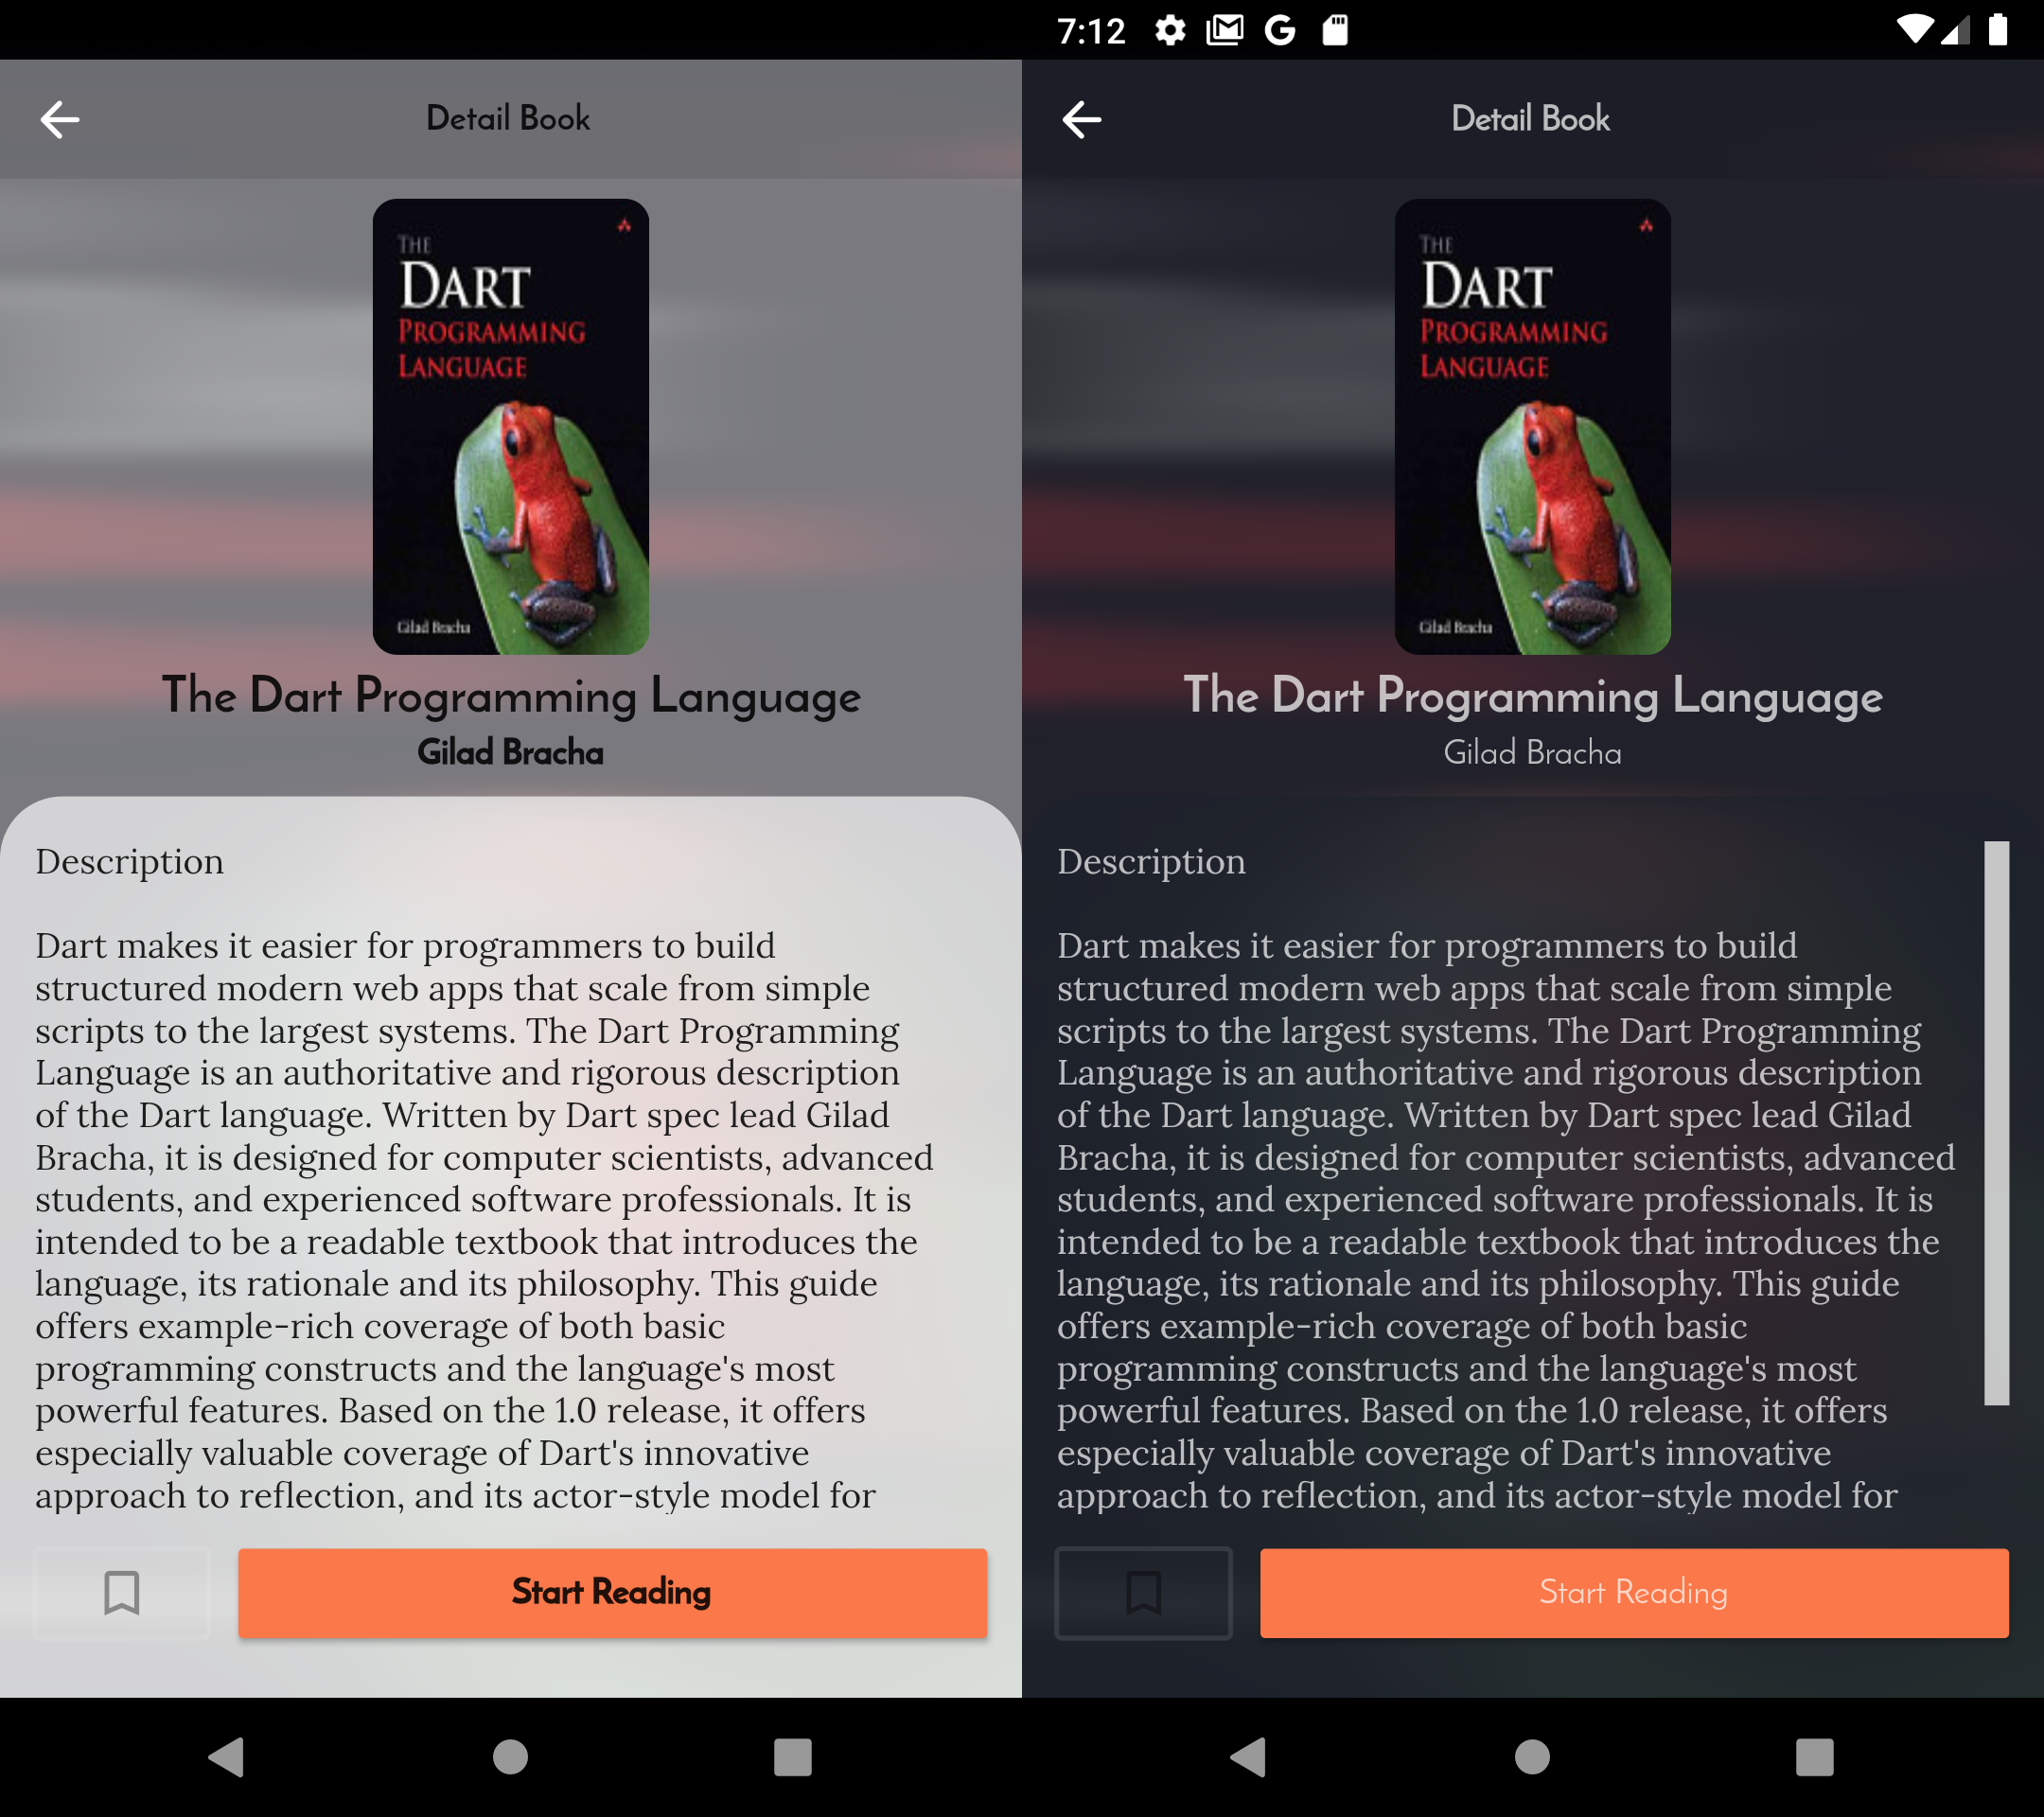 Detail Book
THE
DART
PROGRAMMING
LANGUAGE
Gilad Bracha
The Dart Programming Language
Gilad Bracha
Description
Dart makes it easier for programmers to build
structured modern web apps that scale from simple
scripts to the largest systems. The Dart Programming
Language is an authoritative and rigorous description
of the Dart language. Written by Dart spec lead Gilad
Bracha, it is designed for computer scientists, advanced
students, and experienced software professionals. It is
intended to be a readable textbook that introduces the
language, its rationale and its philosophy. This guide
offers example-rich coverage of both basic
programming constructs and the language's most
powerful features. Based on the 1.0 release, it offers
especially valuable coverage of Dart's innovative
approach to reflection, and its actor-style model for
Start Reading
7:12
G
Detail Book
THE
DART
PROGRAMMING
LANGUAGE
Gilad Bracha
The Dart Programming Language
Gilad Bracha
Description
Dart makes it easier for programmers to build
structured modern web apps that scale from simple
scripts to the largest systems. The Dart Programming
Language is an authoritative and rigorous description
of the Dart language. Written by Dart spec lead Gilad
Bracha, it is designed for computer scientists, advanced
students, and experienced software professionals. It is
intended to be a readable textbook that introduces the
language, its rationale and its philosophy. This guide
offers example-rich coverage of both basic
programming constructs and the language's most
powerful features. Based on the 1.0 release, it offers
especially valuable coverage of Dart's innovative
approach to reflection, and its actor-style model for
Start Reading